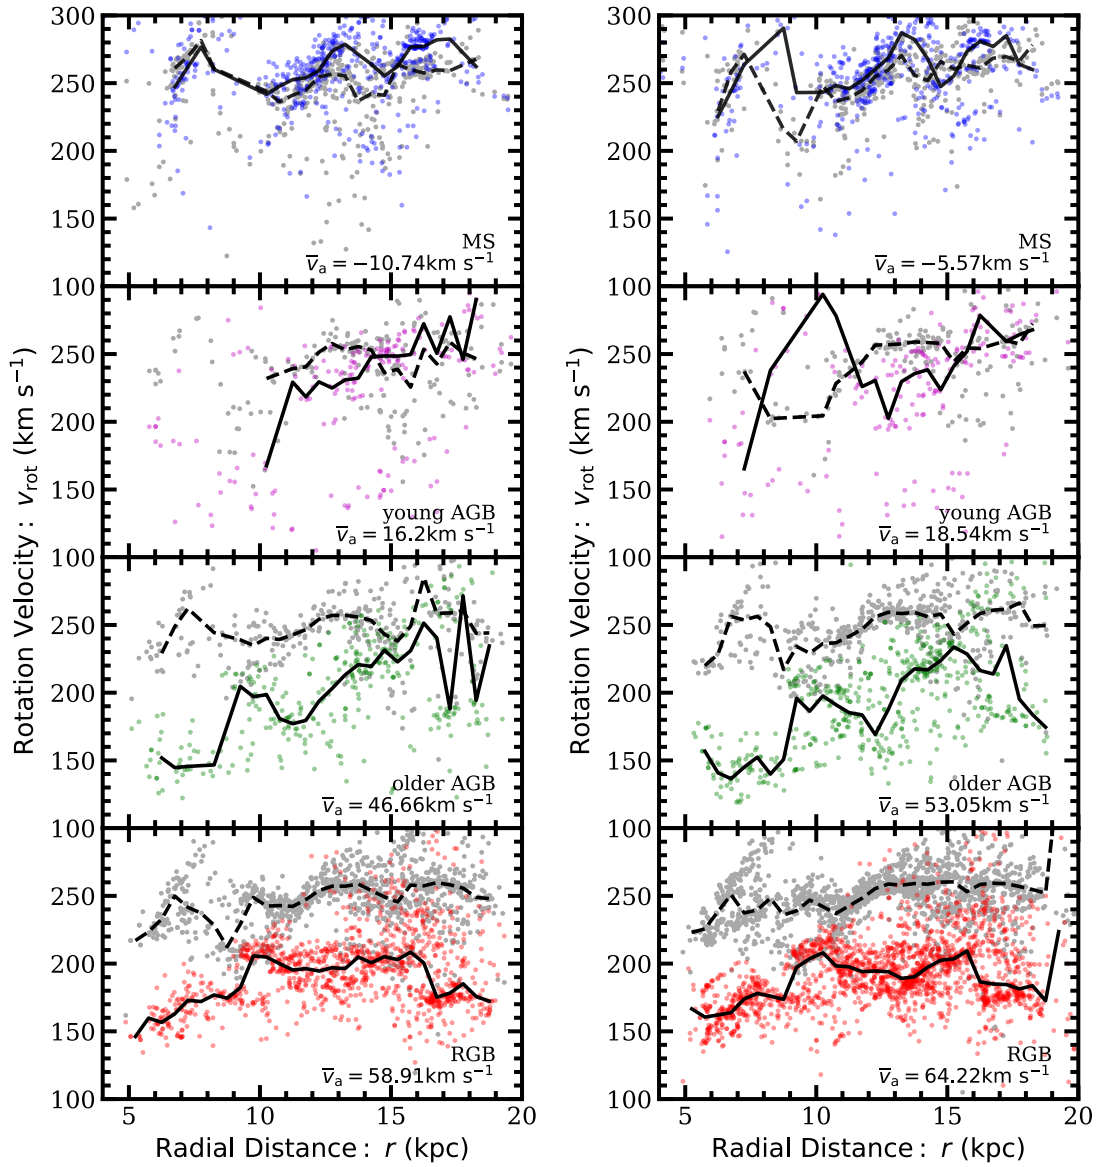 300
250
200
150
MS
v̅a = −10.74km s⁻¹
100
250
200
150
young AGB
v̅a = 16.2km s⁻¹
100
250
200
150
older AGB
v̅a = 46.66km s⁻¹
100
250
200
150
RGB
v̅a = 58.91km s⁻¹
100
5 10 15 20
Radial Distance: r (kpc)
Rotation Velocity: vrot (km s⁻¹)
300
250
200
150
MS
v̅a = −5.57km s⁻¹
100
250
200
150
young AGB
v̅a = 18.54km s⁻¹
100
250
200
150
older AGB
v̅a = 53.05km s⁻¹
100
250
200
150
RGB
v̅a = 64.22km s⁻¹
100
5 10 15 20
Radial Distance: r (kpc)
Rotation Velocity: vrot (km s⁻¹)